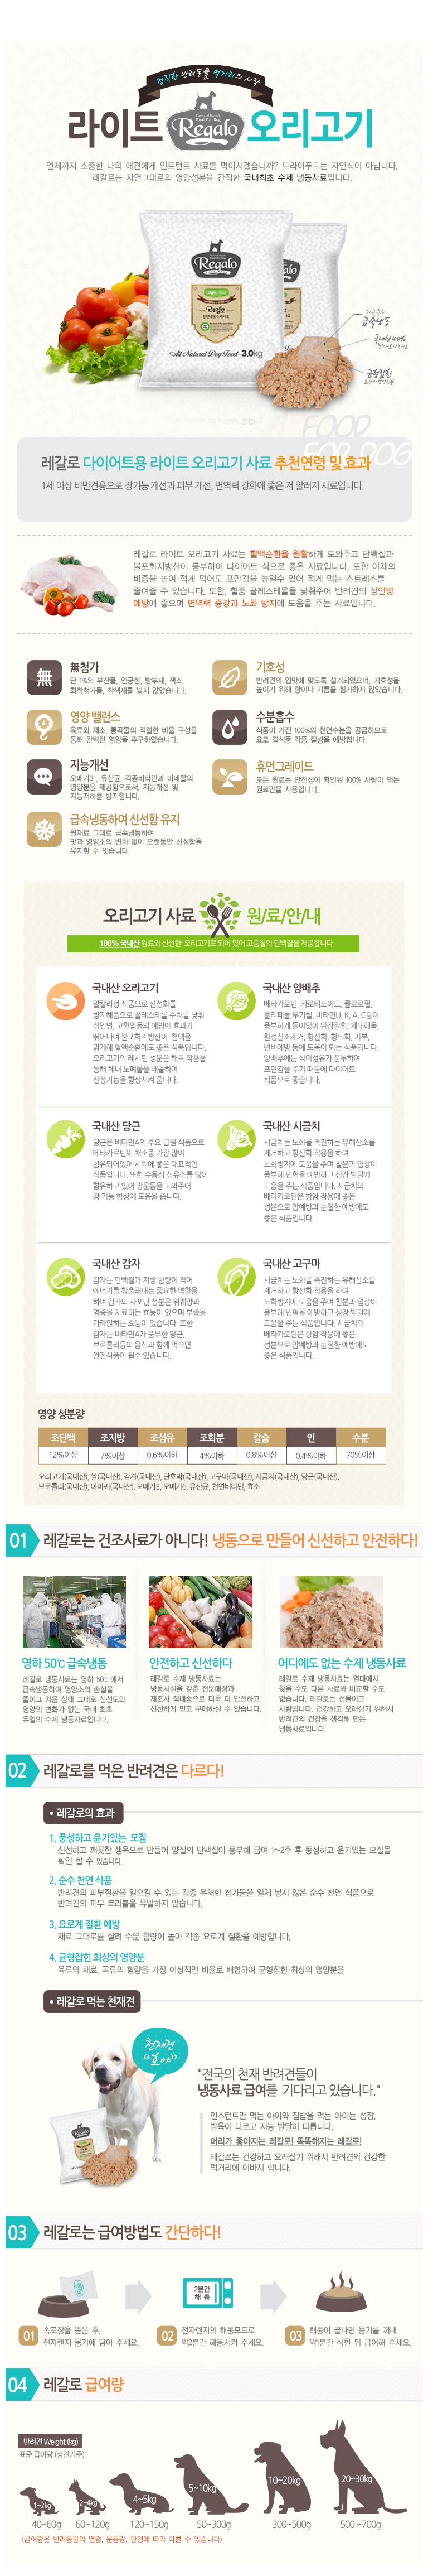 정직한 반려동물 먹거리의 시작
라이트 Regalo 오리고기
언제까지 소중한 나의 애견에게 인트턴트 사료를 먹이시겠습니까? 드라이푸드는 자연식이 아닙니다.
레갈로는 자연그대로의 영양성분을 간직한 국내최초 수제 냉동사료입니다.
Regalo
alo
All Natural Dog Food 3.0kg
급속냉동
국내산 100%
균형잡힌
FOOD
FOR DOG
레갈로 다이어트용 라이트 오리고기 사료 추천연령 및 효과
1세 이상 비만견용으로 장기능 개선과 피부 개선, 면역력 강화에 좋은 저 알러지 사료입니다.
레갈로 라이트 오리고기 사료는 혈액순환을 원활하게 도와주고 단백질과
불포화지방산이 풍부하여 다이어트 식으로 좋은 사료입니다. 또한 야채의
비중을 높여 적게 먹어도 포만감을 높일수 있어 적게 먹는 스트레스를
줄여줄 수 있습니다. 또한, 혈중 콜레스테롤을 낮춰주어 반려견의 성인병
예방에 좋으며 면역력 증강과 노화 방지에 도움을 주는 사료입니다.
無
無첨가
단 1%의 부산물, 인공향, 방부제, 색소,
화학첨가물, 착색제를 넣지 않았습니다.
기호성
반려견의 입맛에 맞도록 설계되었으며, 기호성을
높이기 위해 향이나 기름을 첨가하지 않았습니다.
영양 밸런스
육류와 채소, 통곡물의 적절한 비율 구성을
통해 완벽한 영양을 추구하였습니다.
수분흡수
식품이 가진 100%의 천연수분을 공급하므로
요로 결석등 각종 질병을 예방합니다.
지능개선
오메가3 , 유산균, 각종비타민과 미네랄의
영양분을 제공함으로써, 지능개선 및
지능저하를 방지합니다.
휴먼그레이드
모든 원료는 안전성이 확인된 100% 사람이 먹는
원료만을 사용합니다.
급속냉동하여 신선함 유지
원재료 그대로 급속냉동하여
맛과 영양소의 변화 없이 오랫동안 신섬함을
유지할 수 있습니다.
오리고기 사료 원/료/안/내
100% 국내산 원료와 신선한 오리고기로 되어 있어 고품질의 단백질을 제공합니다.
국내산 오리고기
알칼리성 식품으로 산성화를
방지해줌으로 콜레스테롤 수치를 낮춰
성인병, 고혈압등의 예방에 효과가
뛰어나며 불포화지방산이 혈액을
맑게해 혈액순환에도 좋은 식품입니다.
오리고기의 레시틴 성분은 해독 작용을
통해 체내 노폐물을 배출하여
신장기능을 향상시켜 줍니다.
국내산 양배추
베타카로틴, 카로티노이드, 클로로필,
플리페놀,무기릴, 비타민U, K, A, C등이
풍부하게 들어있어 위장질환, 체내해독,
활성산소제거, 항산화, 항노화, 피부,
변비예방 등에 도움이 되는 식품입니다.
양배추에는 식이섬유가 풍부하여
포만감을 주기 때문에 다이어트
식품으로 좋습니다.
국내산 당근
당근은 비타민A의 주요 급원 식품으로
베타카로틴이 채소중 가장 많이
함유되어있어 시력에 좋은 대표적인
식품입니다. 또한 수용성 섬유소를 많이
함유하고 있어 장운동을 도와주어
장 기능 향상에 도움을 줍니다.
국내산 시금치
시금치는 노화를 촉진하는 유해산소를
제거하고 항산화 작용을 하여
노화방지에 도움을 주며 철분과 엽상이
풍부해 빈혈을 예방하고 성장 발달에
도움을 주는 식품입니다. 시금치의
베타카로틴은 항암 작용에 좋은
성분으로 암예방과 눈질환 예방에도
좋은 식품입니다.
국내산 감자
감자는 단백질과 지방 함량이 적어
에너지를 창출해내는 중요한 역할을
하며 감자의 사포닌 성분은 위궤양과
염증을 치료하는 효능이 있으며 부종을
가라앉히는 효능이 있습니다. 또한
감자는 비타민A가 풍부한 당근,
브로콜리등의 음식과 함께 먹으면
완전식품이 될수 있습니다.
국내산 고구마
시금치는 노화를 촉진하는 유해산소를
제거하고 항산화 작용을 하여
노화방지에 도움을 주며 철분과 엽상이
풍부해 빈혈을 예방하고 성장 발달에
도움을 주는 식품입니다. 시금치의
베타카로틴은 항암 작용에 좋은
성분으로 암예방과 눈질환 예방에도
좋은 식품입니다.
영양 성분량
조단백 조지방 조섬유 조회분 칼슘 인 수분
12%이상 7%이상 0.6%이하 4%이하 0.8%이상 0.4%이하 70%이상
오리고기(국내산), 쌀(국내산), 감자(국내산), 단호박(국내산), 고구마(국내산), 시금치(국내산), 당근(국내산),
브로콜리(국내산), 아마씨(국내산), 오메가3, 오메가6, 유산균, 천연비타민, 효소
01 레갈로는 건조사료가 아니다! 냉동으로 만들어 신선하고 안전하다!
영하 50℃ 급속냉동
레갈로 냉동사료는 영하 50℃ 에서
급속냉동하여 영양소의 손실을
줄이고 처음 상태 그대로 신선도와
영양의 변화가 없는 국내 최초
유일의 수제 냉동사료입니다.
안전하고 신선하다
레갈로 수제 냉동사료는
냉동시설을 갖춘 전문매장과
제조사 직배송으로 더욱 더 안전하고
신선하게 믿고 구매하실 수 있습니다.
어디에도 없는 수제 냉동사료
레갈로 수제 냉동사료는 열대에서
찾을 수도 다른 사료와 비교할 수도
없습니다. 레갈로는 선물이고
사랑입니다. 건강하고 오래살기 위해서
반려견의 건강을 생각해 만든
냉동사료입니다.
02 레갈로를 먹은 반려견은 다르다!
• 레갈로의 효과
1. 풍성하고 윤기있는 모질
신선하고 깨끗한 생육으로 만들어 양질의 단백질이 풍부해 급여 1~2주 후 풍성하고 윤기있는 모질을
확인 할 수 있습니다.
2. 순수 천연 식품
반려견의 피부질환을 일으킬 수 있는 각종 유해한 첨가물을 일체 넣지 않은 순수 천연 식품으로
반려견의 피부 트러블을 유발하지 않습니다.
3. 요로계 질환 예방
재료 그대로를 살려 수분 함량이 높아 각종 요로계 질환을 예방합니다.
4. 균형잡힌 최상의 영양분
육류와 채료, 곡류의 함량을 가장 이상적인 비율로 배합하여 균형잡힌 최상의 영양분을
• 레갈로 먹는 천재견
천재견
Regalo
"전국의 천재 반려견들이
냉동사료 급여를 기다리고 있습니다."
인스턴트만 먹는 아이와 집밥을 먹는 아이는 성장,
발육이 다르고 지능 발달이 다릅니다.
머리가 좋아지는 레갈로! 똑똑해지는 레갈로!
레갈로는 건강하고 오래살기 위해서 반려견의 건강한
먹거리에 이바지 합니다.
03 레갈로는 급여방법도 간단하다!
2분간
해 동
01 속포장을 뜯은 후,
전자렌지 용기에 담아 주세요.
02 전자렌지의 해동모드로
약2분간 해동시켜 주세요.
03 해동이 끝나면 용기를 꺼내
약1분간 식힌 뒤 급여해 주세요.
04 레갈로 급여량
반려견 Weight (kg)
표준 급여량 (성견기준)
1~2kg 2~4kg 4~5kg 5~10kg 10~20kg 20~30kg
40~60g 60~120g 120~150g 50~300g 300~500g 500 ~700g
(급여량은 반려동물의 연령, 운동량, 환경에 따라 다를 수 있습니다)